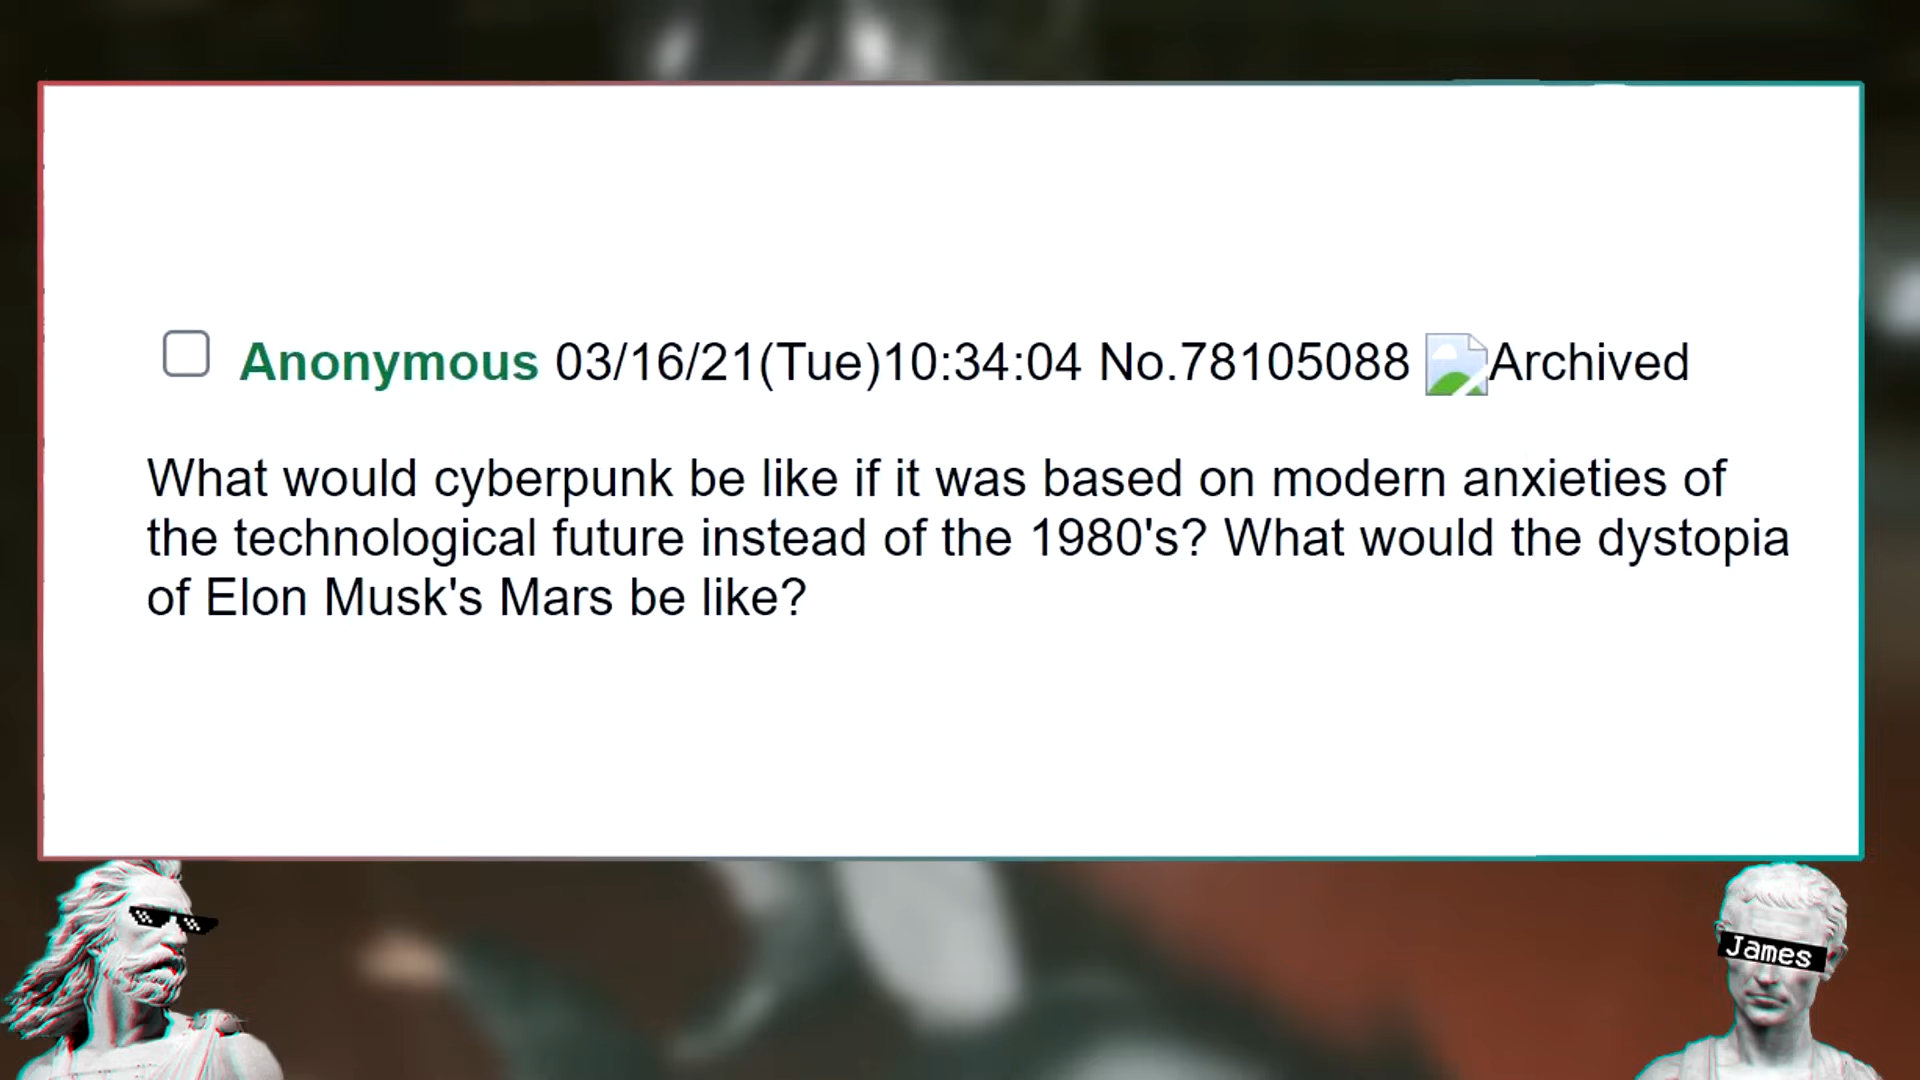 Anonymous 03/16/21(Tue)10:34:04 No.78105088 Archived
What would cyberpunk be like if it was based on modern anxieties of
the technological future instead of the 1980's? What would the dystopia
of Elon Musk's Mars be like?
James